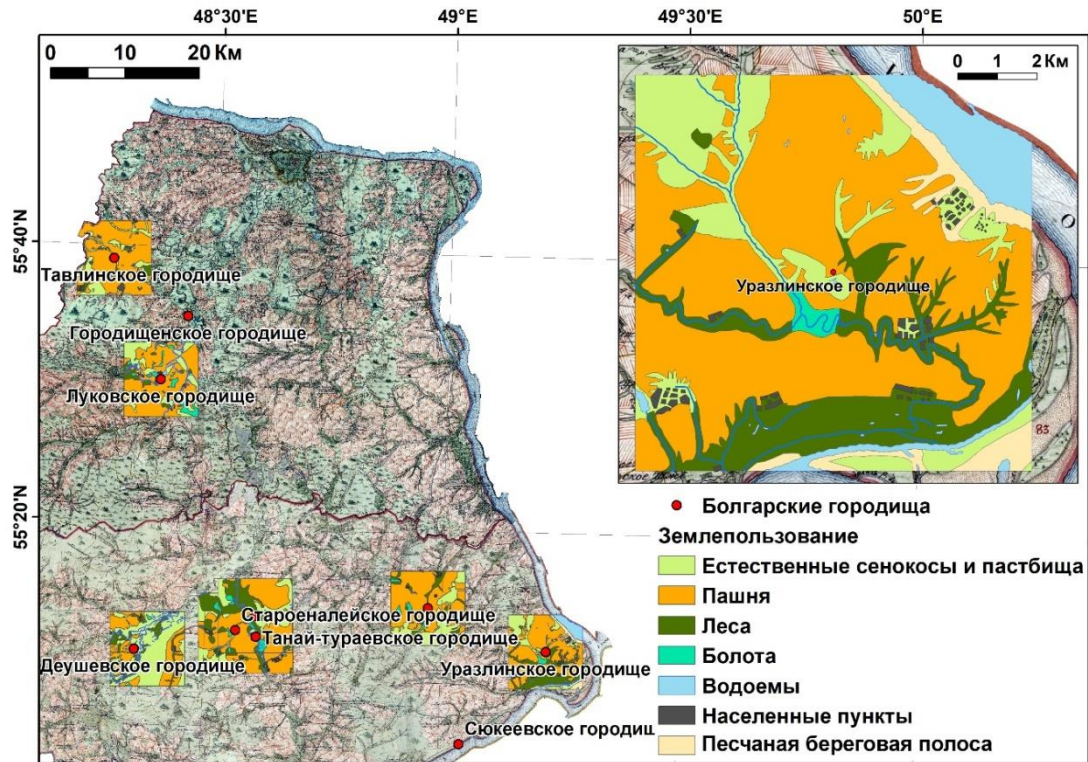 48°30'E
49°E
49°30'E
50°E
0
10
20 Км
0
1
2 Км
55°40'N
55°20'N
Тавлинское городище
Городищенское городище
Луковское городище
Староеналейское городище
Танай-тураевское городище
Деушевское городище
Уразлинское городище
Сюкеевское городищ
Уразлинское городище
О
83
Болгарские городища
Землепользование
Естественные сенокосы и пастбища
Пашня
Леса
Болота
Водоемы
Населенные пункты
Песчаная береговая полоса